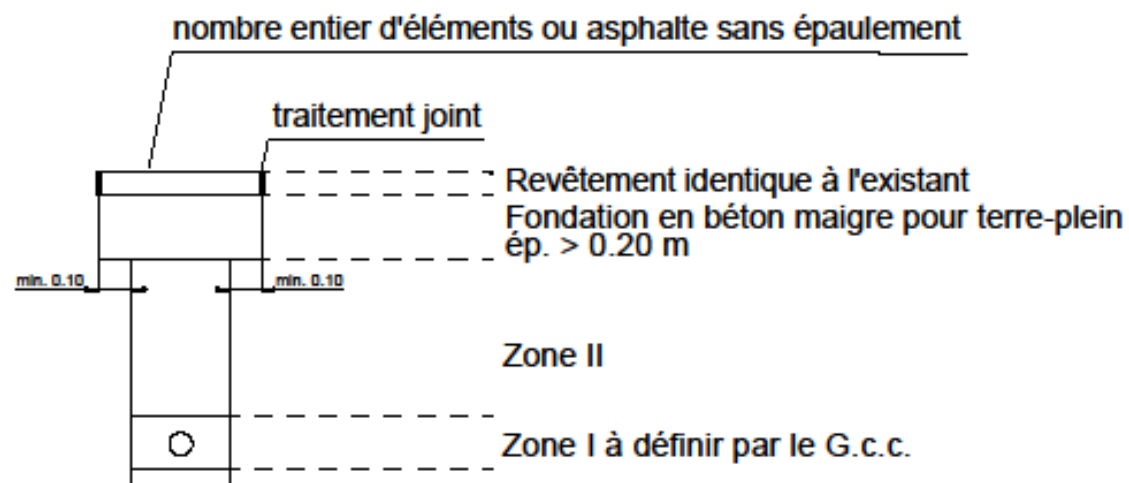 nombre entier d'éléments ou asphalte sans épaulement
traitement joint
Revêtement identique à l'existant
Fondation en béton maigre pour terre-plein
ép. > 0.20 m
min. 0.10
min. 0.10
Zone II
Zone I à définir par le G.c.c.